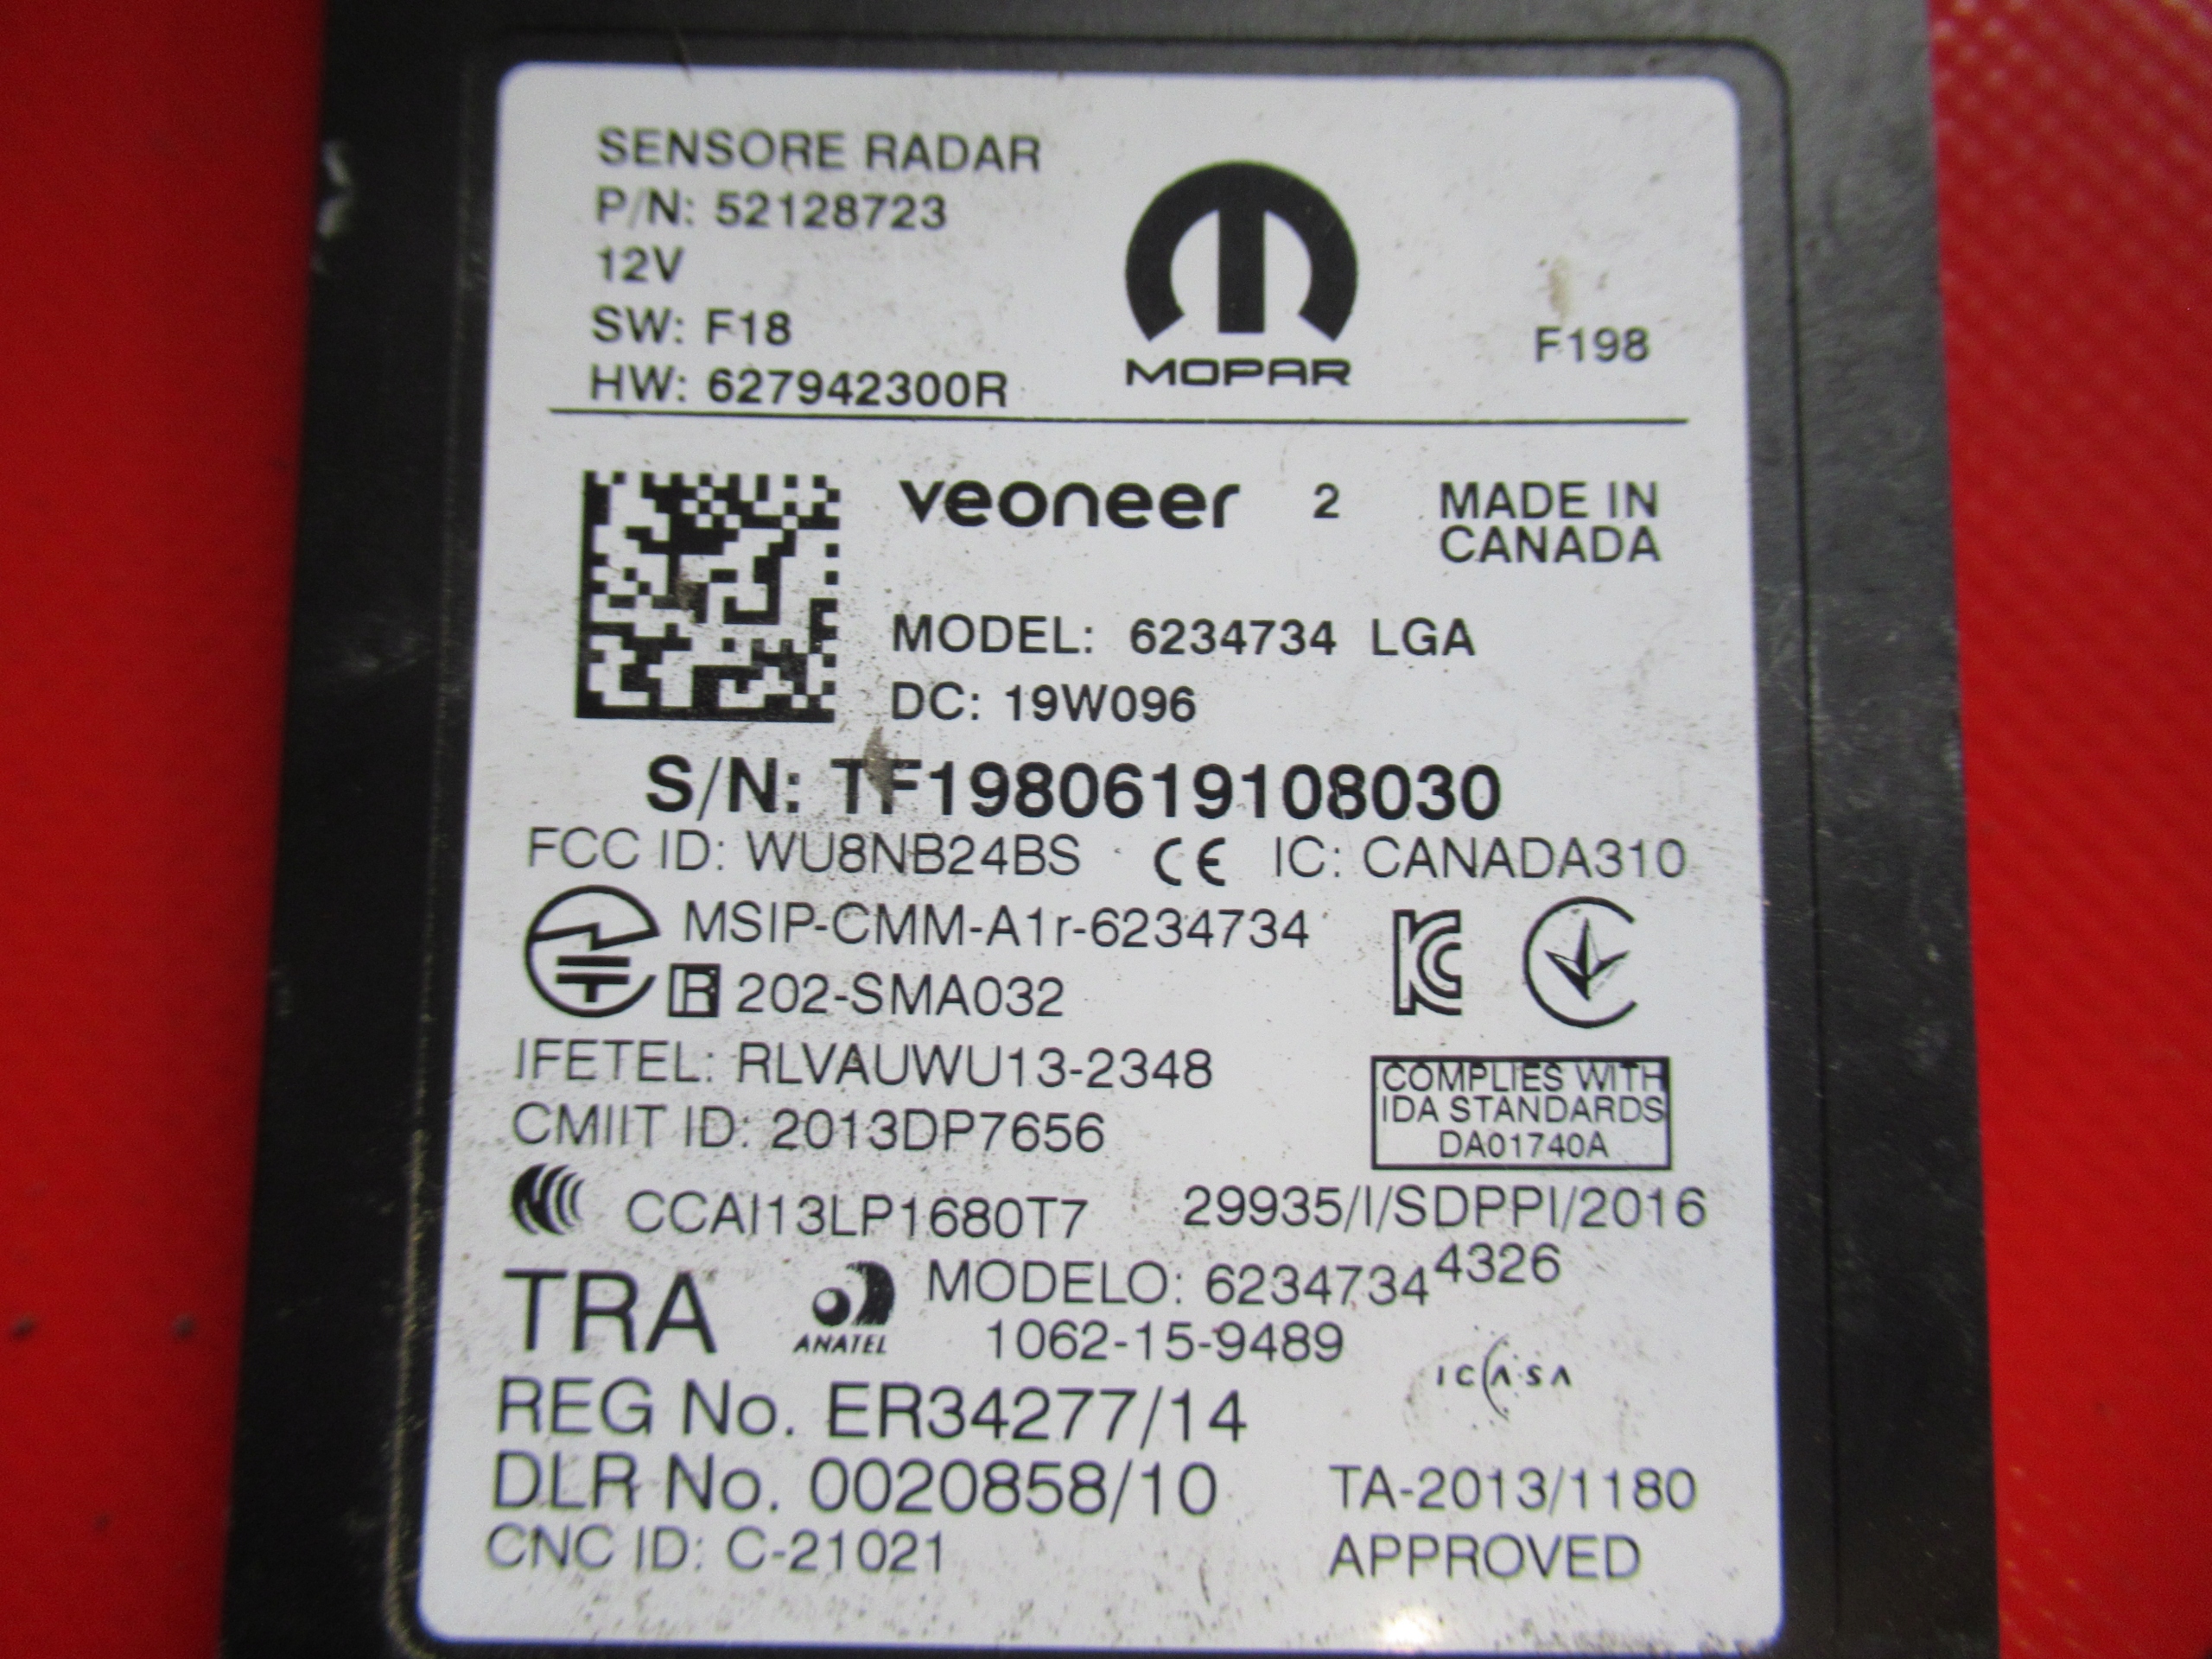 SENSORE RADAR
P/N: 52128723
12V
SW: F18
HW: 627942300R
MOPAR
F198
veoneer 2
MADE IN
CANADA
MODEL: 6234734 LGA
DC: 19W096
S/N: TF1980619108030
FCC ID: WU8NB24BS CE IC: CANADA310
MSIP-CMM-A1r-6234734
R 202-SMA032
KC
IFETEL: RLVAUWU13-2348
CMIIT ID: 2013DP7656
COMPLIES WITH
IDA STANDARDS
DA01740A
CCAI13LP1680T7
29935/I/SDPPI/2016
4326
TRA
ANATEL
MODELO: 6234734
1062-15-9489
ICASA
REG No. ER34277/14
DLR No. 0020858/10
CNC ID: C-21021
TA-2013/1180
APPROVED